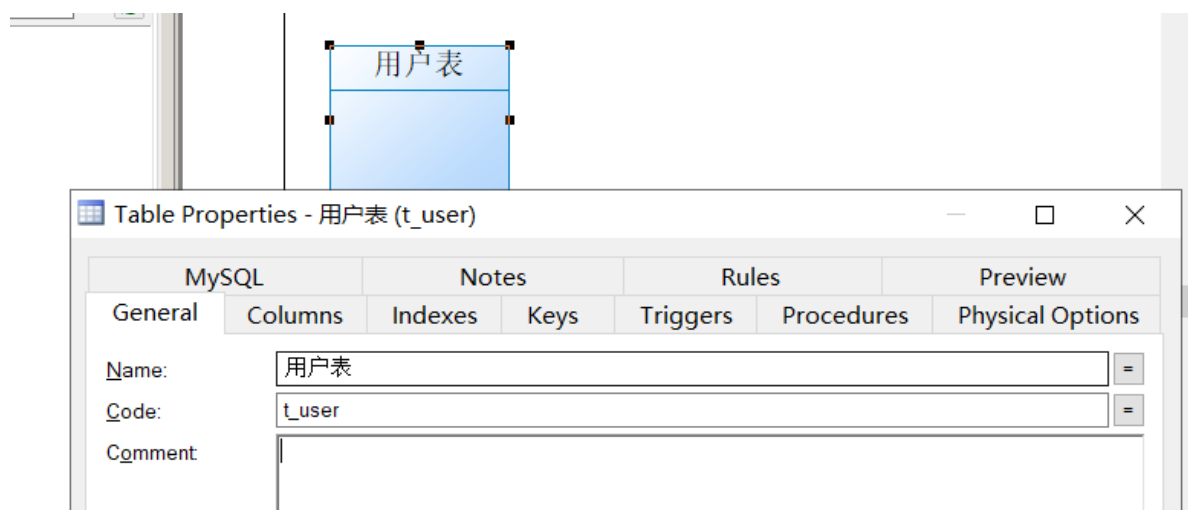 用户表
Table Properties - 用户表 (t_user)
MySQL Notes Rules Preview
General Columns Indexes Keys Triggers Procedures Physical Options
Name: 用户表 =
Code: t_user =
Comment: